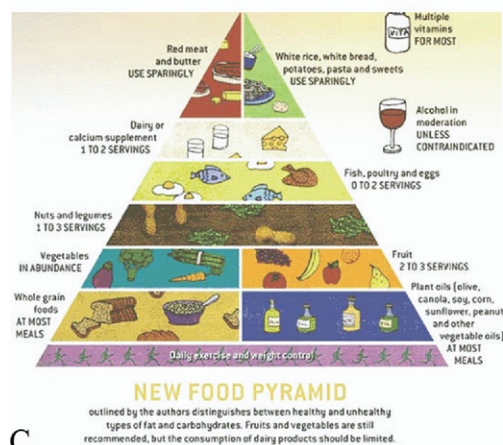 Multiple
vitamins
FOR MOST
VITA
Red meat
and butter
USE SPARINGLY
White rice, white bread,
potatoes, pasta and sweets
USE SPARINGLY
Alcohol in
moderation
UNLESS
CONTRAINDICATED
Dairy or
calcium supplement
1 TO 2 SERVINGS
Fish, poultry and eggs
0 TO 2 SERVINGS
Nuts and legumes
1 TO 3 SERVINGS
Vegetables
IN ABUNDANCE
Fruit
2 TO 3 SERVINGS
Whole grain
foods
AT MOST
MEALS
Plant oils (olive,
canola, soy, corn,
sunflower, peanut
and other
vegetable oils)
AT MOST
MEALS
Daily exercise and weight control
NEW FOOD PYRAMID
outlined by the authors distinguishes between healthy and unhealthy
types of fat and carbohydrates. Fruits and vegetables are still
recommended, but the consumption of dairy products should be limited.
C